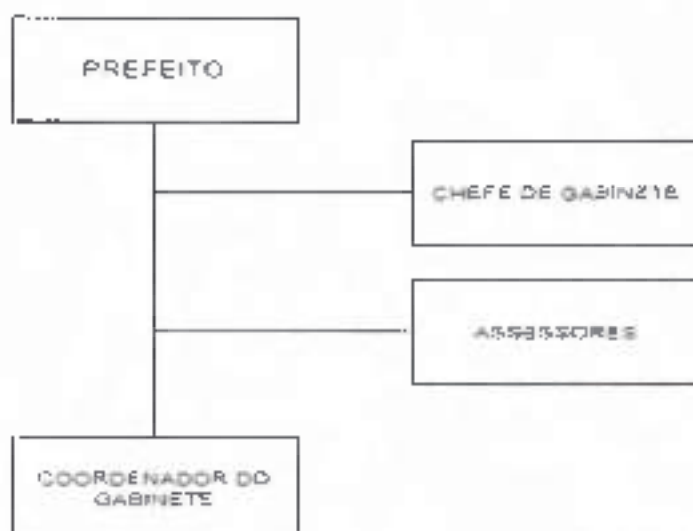 PREFEITO
CHEFE DE GABINETE
ASSESSORES
COORDENADOR DO
GABINETE